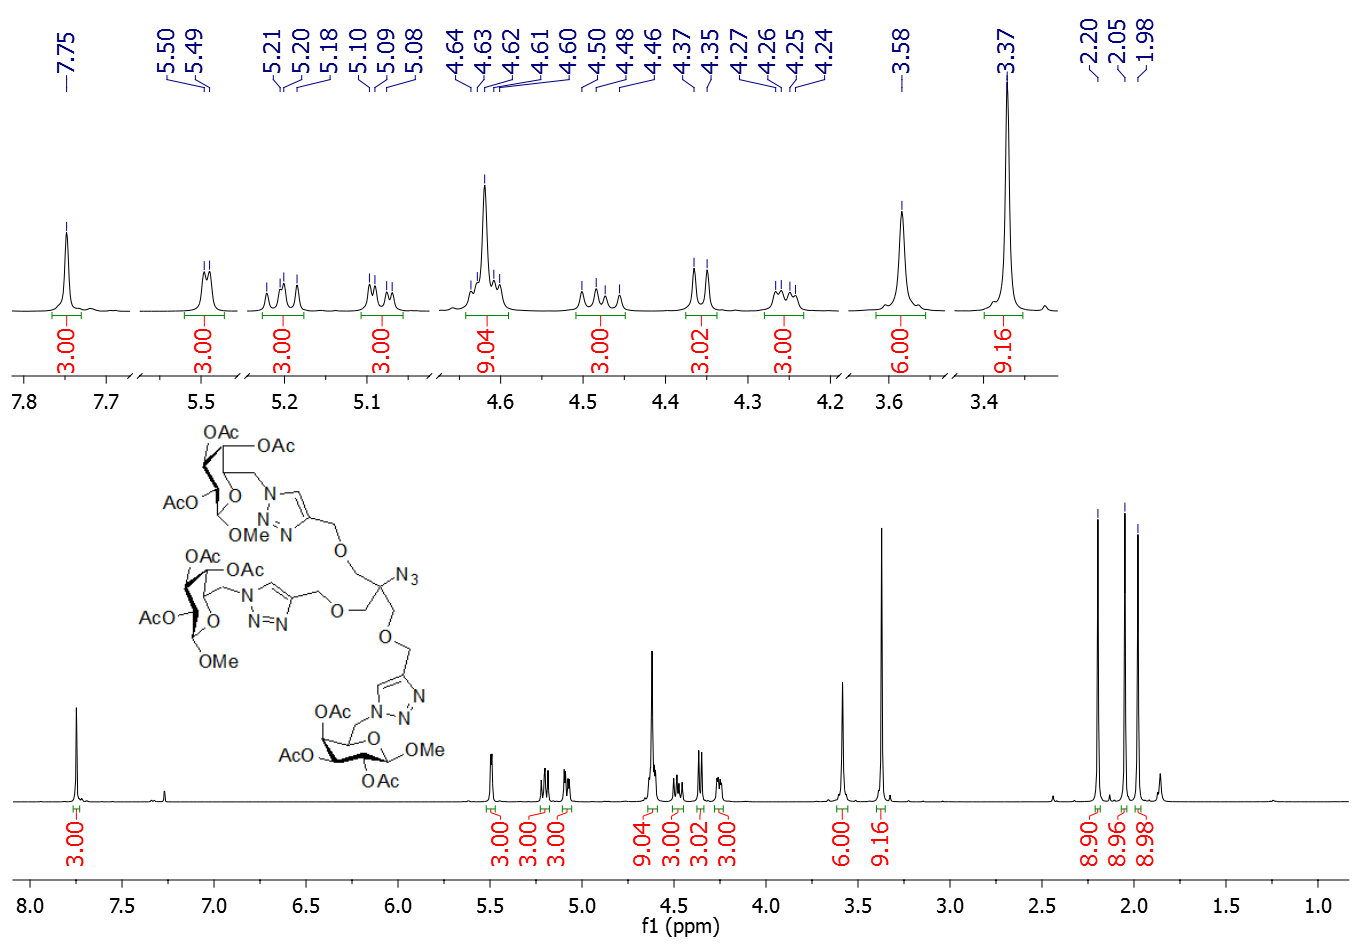 7.75
5.50
5.49
5.21
5.20
5.18
5.10
5.09
5.08
4.64
4.63
4.62
4.61
4.60
4.50
4.48
4.46
4.37
4.35
4.27
4.26
4.25
4.24
3.58
3.37
2.20
2.05
1.98
3.00
3.00
3.00
3.00
9.04
3.00
3.02
3.00
6.00
9.16
7.8 7.7 5.5 5.2 5.1 4.6 4.5 4.4 4.3 4.2 3.6 3.4
OAc
OAc
AcO
O
OMe
N
N
N
O
N3
OAc
OAc
AcO
O
OMe
N
N=N
O
O
N
N
N
OAc
O
OMe
AcO
OAc
3.00
3.00
3.00
3.00
9.04
3.00
3.02
3.00
6.00
9.16
8.90
8.96
8.98
8.0 7.5 7.0 6.5 6.0 5.5 5.0 4.5 4.0 3.5 3.0 2.5 2.0 1.5 1.0
f1 (ppm)